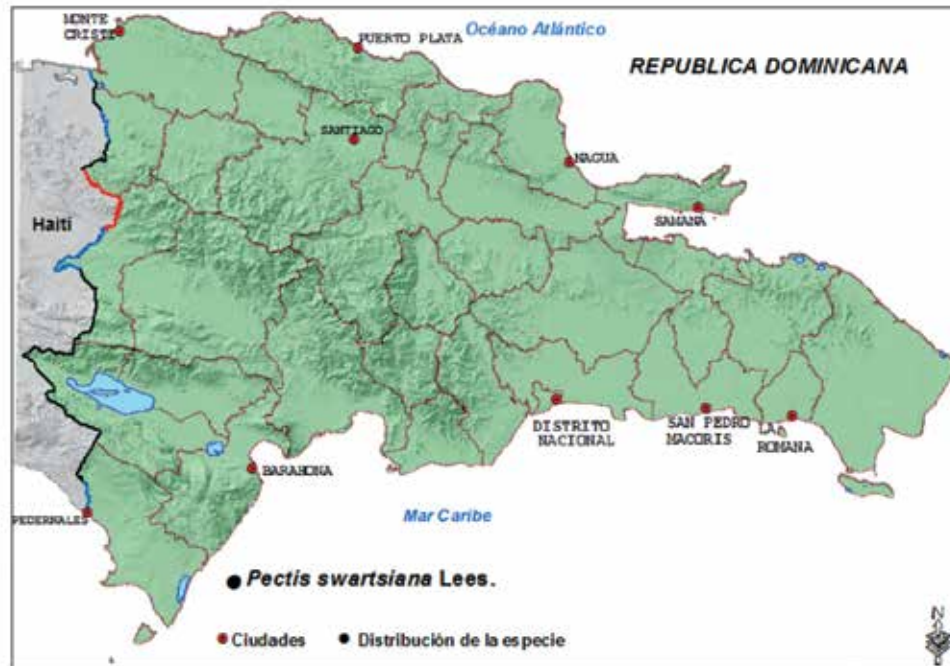 MONTE
CRISTI
PUERTO PLATA
Océano Atlántico
REPUBLICA DOMINICANA
SANTIAGO
NAGUA
Haití
SAMANA
DISTRITO
NACIONAL
SAN PEDRO
MACORIS
LA
ROMANA
BARAHONA
PEDERNALES
Mar Caribe
Pectis swartsiana Lees.
Ciudades
Distribución de la especie
N